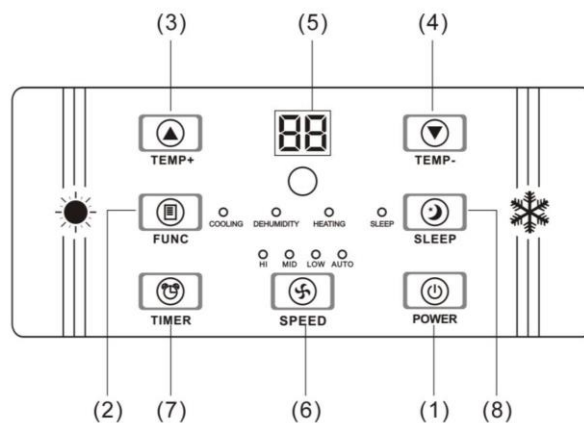 (3) (5) (4)
88
TEMP+ TEMP-
COOLING DEHUMIDITY HEATING SLEEP
FUNC SLEEP
HI MID LOW AUTO
TIMER SPEED POWER
(2) (7) (6) (1) (8)